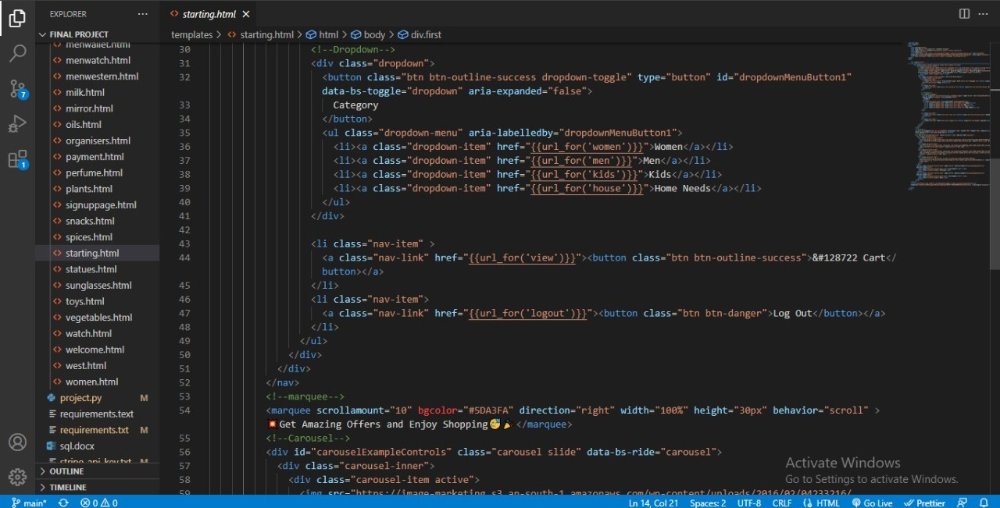 EXPLORER
starting.html
FINAL PROJECT
templates > starting.html > html > body > div.first
menwallet.html
menwatch.html
menwestern.html
milk.html
mirror.html
oils.html
organisers.html
payment.html
perfume.html
plants.html
signuppage.html
snacks.html
spices.html
starting.html
statues.html
sunglasses.html
toys.html
vegetables.html
watch.html
welcome.html
west.html
women.html
project.py M
requirements.text
requirements.txt M
sql.docx
stripe_api_key.txt M
OUTLINE
TIMELINE
7
1
30 <!--Dropdown-->
31 <div class="dropdown">
32 <button class="btn btn-outline-success dropdown-toggle" type="button" id="dropdownMenuButton1"
data-bs-toggle="dropdown" aria-expanded="false">
33 Category
34 </button>
35 <ul class="dropdown-menu" aria-labelledby="dropdownMenuButton1">
36 <li><a class="dropdown-item" href="{{url_for('women')}}">Women</a></li>
37 <li><a class="dropdown-item" href="{{url_for('men')}}">Men</a></li>
38 <li><a class="dropdown-item" href="{{url_for('kids')}}">Kids</a></li>
39 <li><a class="dropdown-item" href="{{url_for('house')}}">Home Needs</a></li>
40 </ul>
41 </div>
42
43 <li class="nav-item" >
44 <a class="nav-link" href="{{url_for('view')}}"><button class="btn btn-outline-success">&#128722 Cart</
button></a>
45 </li>
46 <li class="nav-item">
47 <a class="nav-link" href="{{url_for('logout')}}"><button class="btn btn-danger">Log Out</button></a>
48 </li>
49 </ul>
50 </div>
51 </div>
52 </nav>
53 <!--marquee-->
54 <marquee scrollamount="10" bgcolor="#5DA3FA" direction="right" width="100%" height="30px" behavior="scroll" >
💥Get Amazing Offers and Enjoy Shopping🥳🎉</marquee>
55 <!--Carousel-->
56 <div id="carouselExampleControls" class="carousel slide" data-bs-ride="carousel">
57 <div class="carousel-inner">
58 <div class="carousel-item active">
59 <img src="https://image-marketing.s3.ap-south-1.amazonaws.com/wp-content/uploads/2016/02/04233216/
Activate Windows
Go to Settings to activate Windows.
main* 0 0 Ln 14, Col 21 Spaces: 2 UTF-8 CRLF HTML Go Live Prettier